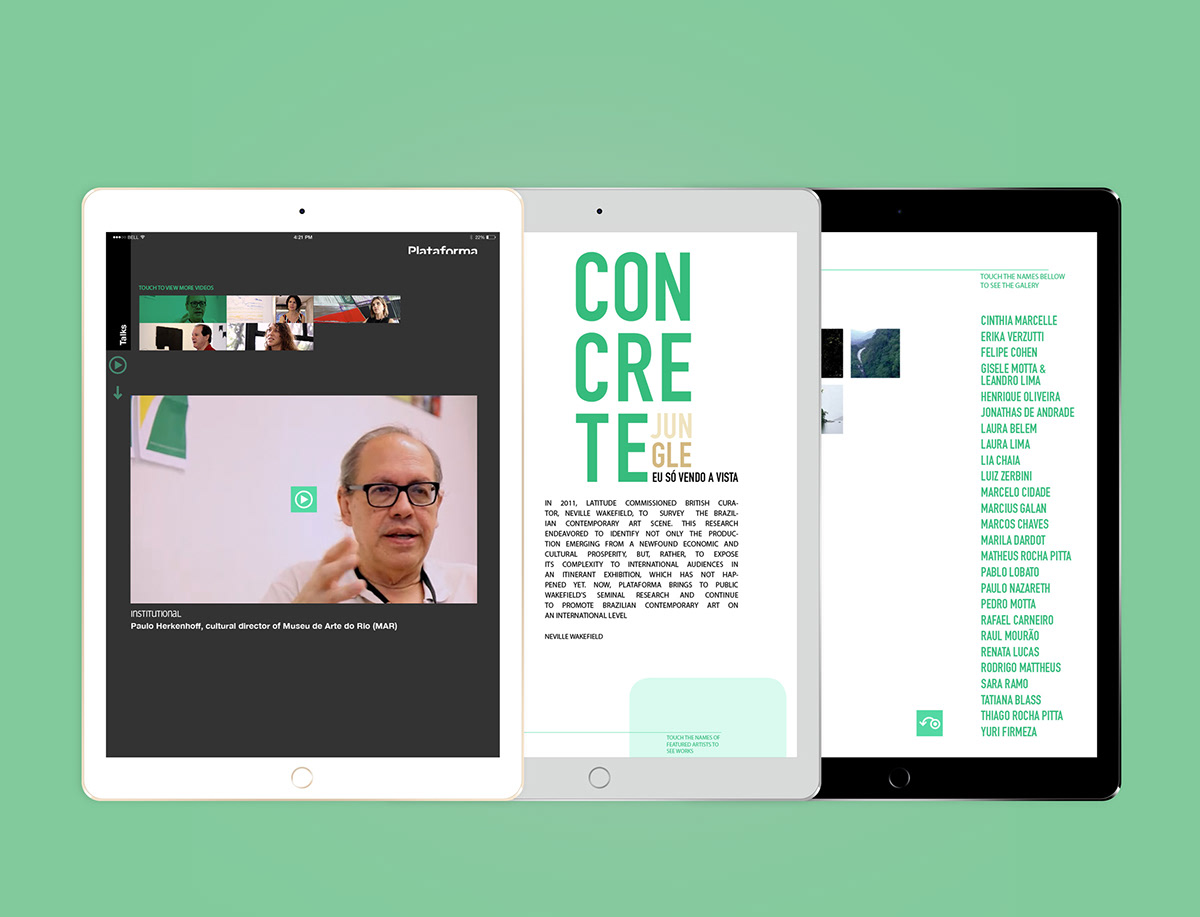 BELL
4:21 PM
22%
Plataforma
TOUCH TO VIEW MORE VIDEOS
Talks
INSTITUTIONAL
Paulo Herkenhoff, cultural director of Museu de Arte do Rio (MAR)
CON
CRE
TE
JUN
GLE
EU SÓ VENDO A VISTA
IN 2011, LATITUDE COMMISSIONED BRITISH CURA-
TOR, NEVILLE WAKEFIELD, TO SURVEY THE BRAZIL-
IAN CONTEMPORARY ART SCENE. THIS RESEARCH
ENDEAVORED TO IDENTIFY NOT ONLY THE PRODUC-
TION EMERGING FROM A NEWFOUND ECONOMIC AND
CULTURAL PROSPERITY, BUT, RATHER, TO EXPOSE
ITS COMPLEXITY TO INTERNATIONAL AUDIENCES IN
AN ITINERANT EXHIBITION, WHICH HAS NOT HAP-
PENED YET. NOW, PLATAFORMA BRINGS TO PUBLIC
WAKEFIELD'S SEMINAL RESEARCH AND CONTINUE
TO PROMOTE BRAZILIAN CONTEMPORARY ART ON
AN INTERNATIONAL LEVEL
NEVILLE WAKEFIELD
TOUCH THE NAMES OF
FEATURED ARTISTS TO
SEE WORKS
TOUCH THE NAMES BELLOW
TO SEE THE GALERY
CINTHIA MARCELLE
ERIKA VERZUTTI
FELIPE COHEN
GISELE MOTTA &
LEANDRO LIMA
HENRIQUE OLIVEIRA
JONATHAS DE ANDRADE
LAURA BELEM
LAURA LIMA
LIA CHAIA
LUIZ ZERBINI
MARCELO CIDADE
MARCIUS GALAN
MARCOS CHAVES
MARILA DARDOT
MATHEUS ROCHA PITTA
PABLO LOBATO
PAULO NAZARETH
PEDRO MOTTA
RAFAEL CARNEIRO
RAUL MOURÃO
RENATA LUCAS
RODRIGO MATTHEUS
SARA RAMO
TATIANA BLASS
THIAGO ROCHA PITTA
YURI FIRMEZA